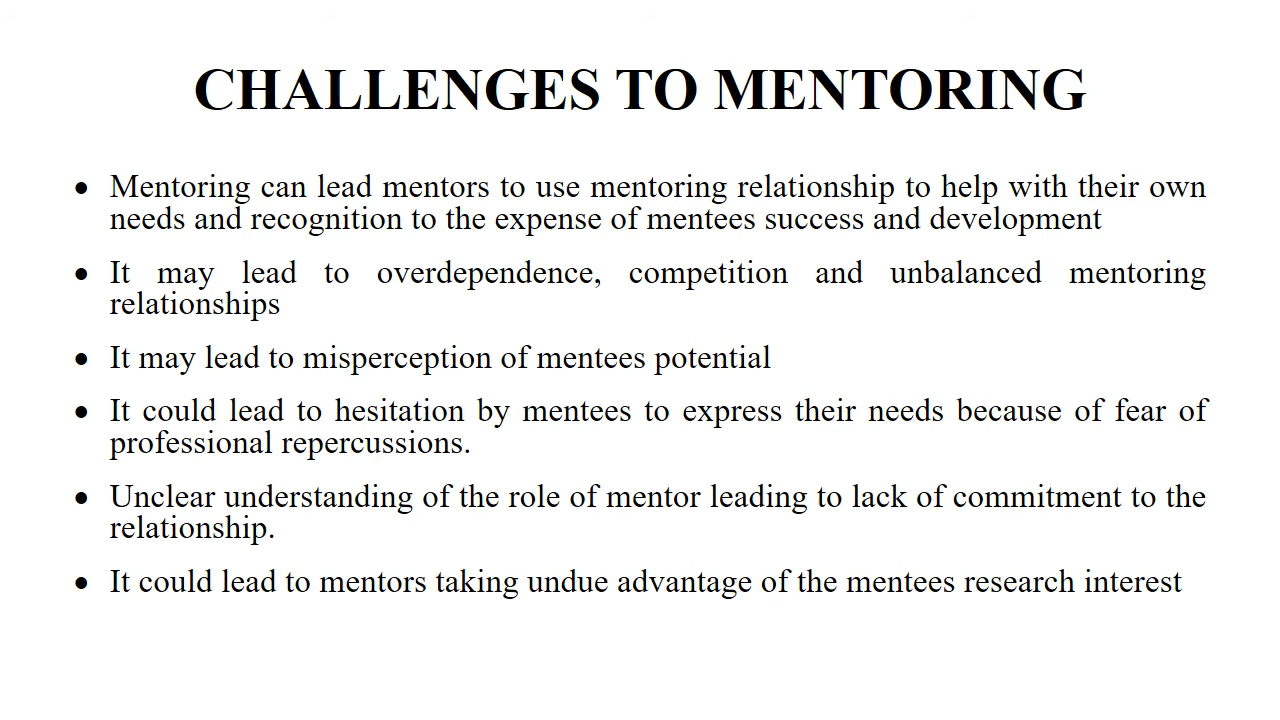 CHALLENGES TO MENTORING
• Mentoring can lead mentors to use mentoring relationship to help with their own
needs and recognition to the expense of mentees success and development
• It may lead to overdependence, competition and unbalanced mentoring
relationships
• It may lead to misperception of mentees potential
• It could lead to hesitation by mentees to express their needs because of fear of
professional repercussions.
• Unclear understanding of the role of mentor leading to lack of commitment to the
relationship.
• It could lead to mentors taking undue advantage of the mentees research interest